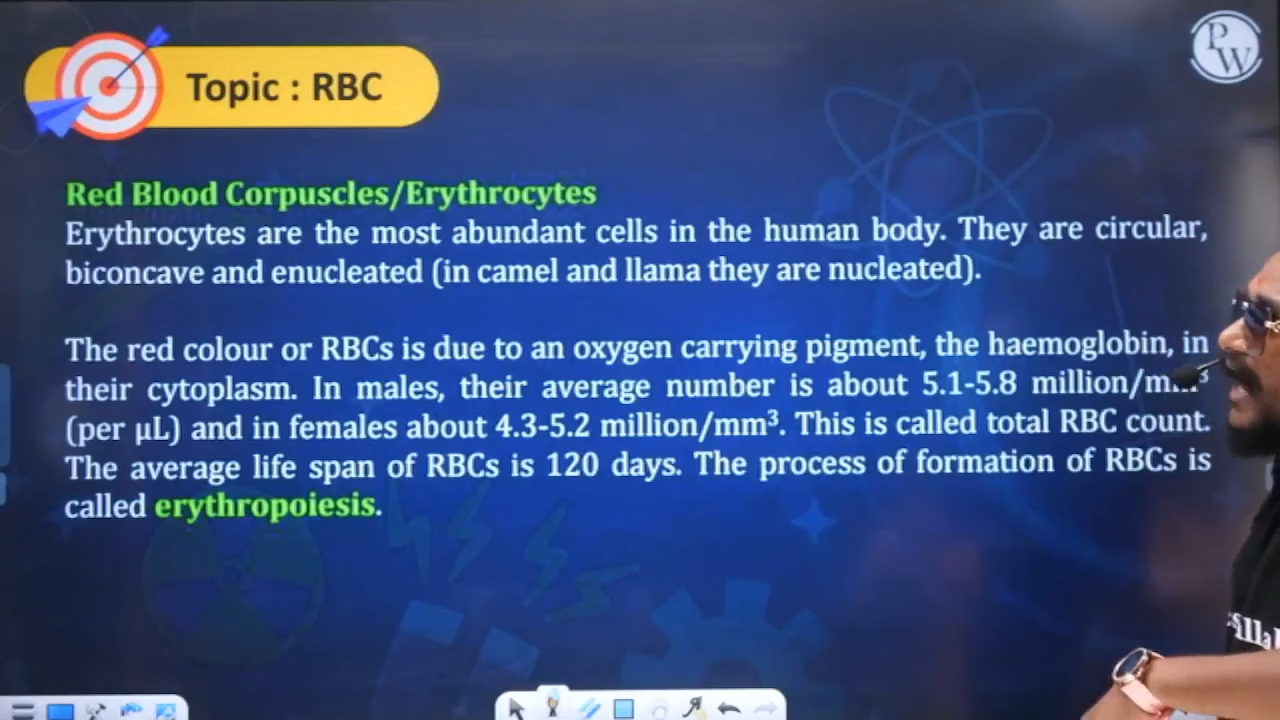 PW
Topic : RBC
Red Blood Corpuscles/Erythrocytes
Erythrocytes are the most abundant cells in the human body. They are circular,
biconcave and enucleated (in camel and llama they are nucleated).
The red colour or RBCs is due to an oxygen carrying pigment, the haemoglobin, in
their cytoplasm. In males, their average number is about 5.1-5.8 million/m...³
(per µL) and in females about 4.3-5.2 million/mm³. This is called total RBC count.
The average life span of RBCs is 120 days. The process of formation of RBCs is
called erythropoiesis.